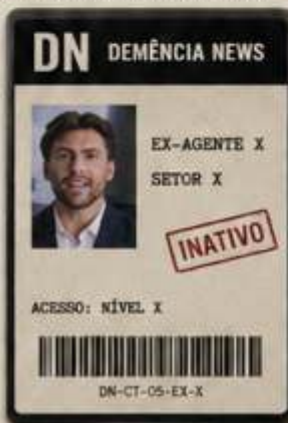 DN DEMÊNCIA NEWS
EX-AGENTE X
SETOR X
INATIVO
ACESSO: NÍVEL X
DN-CT-05-EX-X